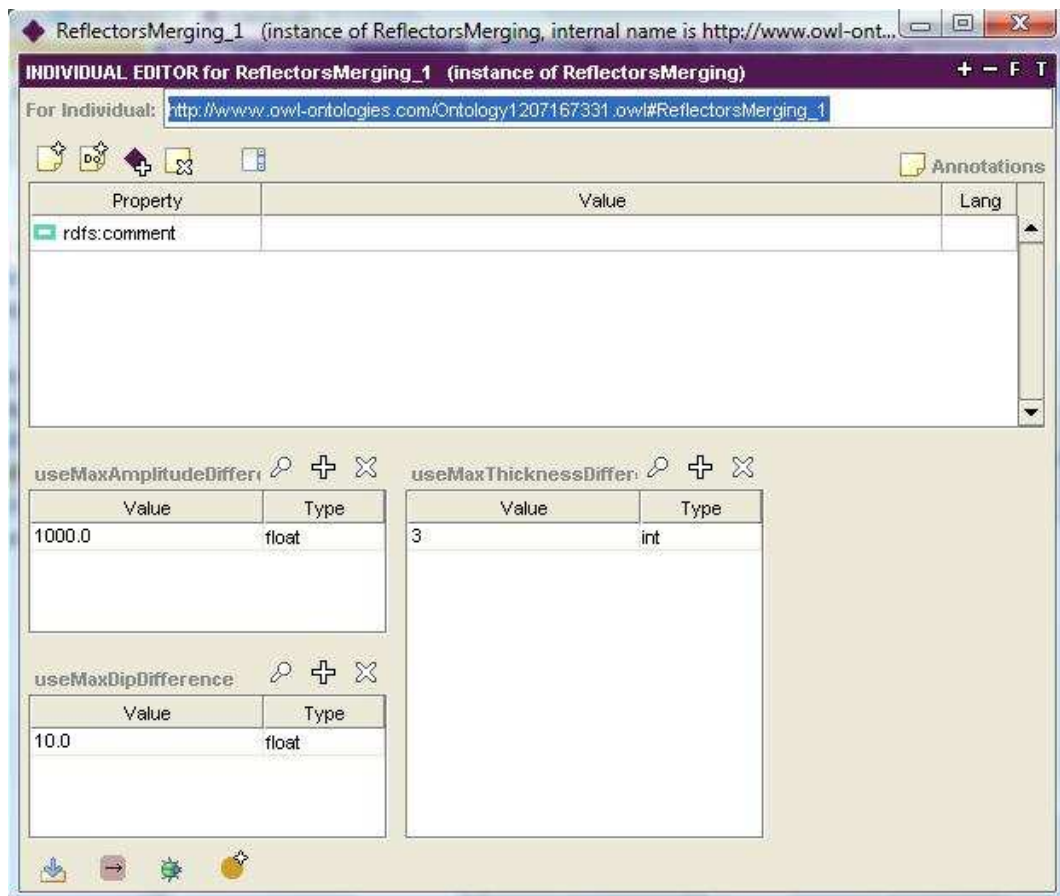 ReflectorsMerging_1 (instance of ReflectorsMerging, internal name is http://www.owl-ont...
INDIVIDUAL EDITOR for ReflectorsMerging_1 (instance of ReflectorsMerging) + - F T
For Individual: http://www.owl-ontologies.com/Ontology1207167331.owl#ReflectorsMerging_1
Annotations
Property Value Lang
rdfs:comment
useMaxAmplitudeDiffer useMaxThicknessDiffer
Value Type Value Type
1000.0 float 3 int
useMaxDipDifference
Value Type
10.0 float